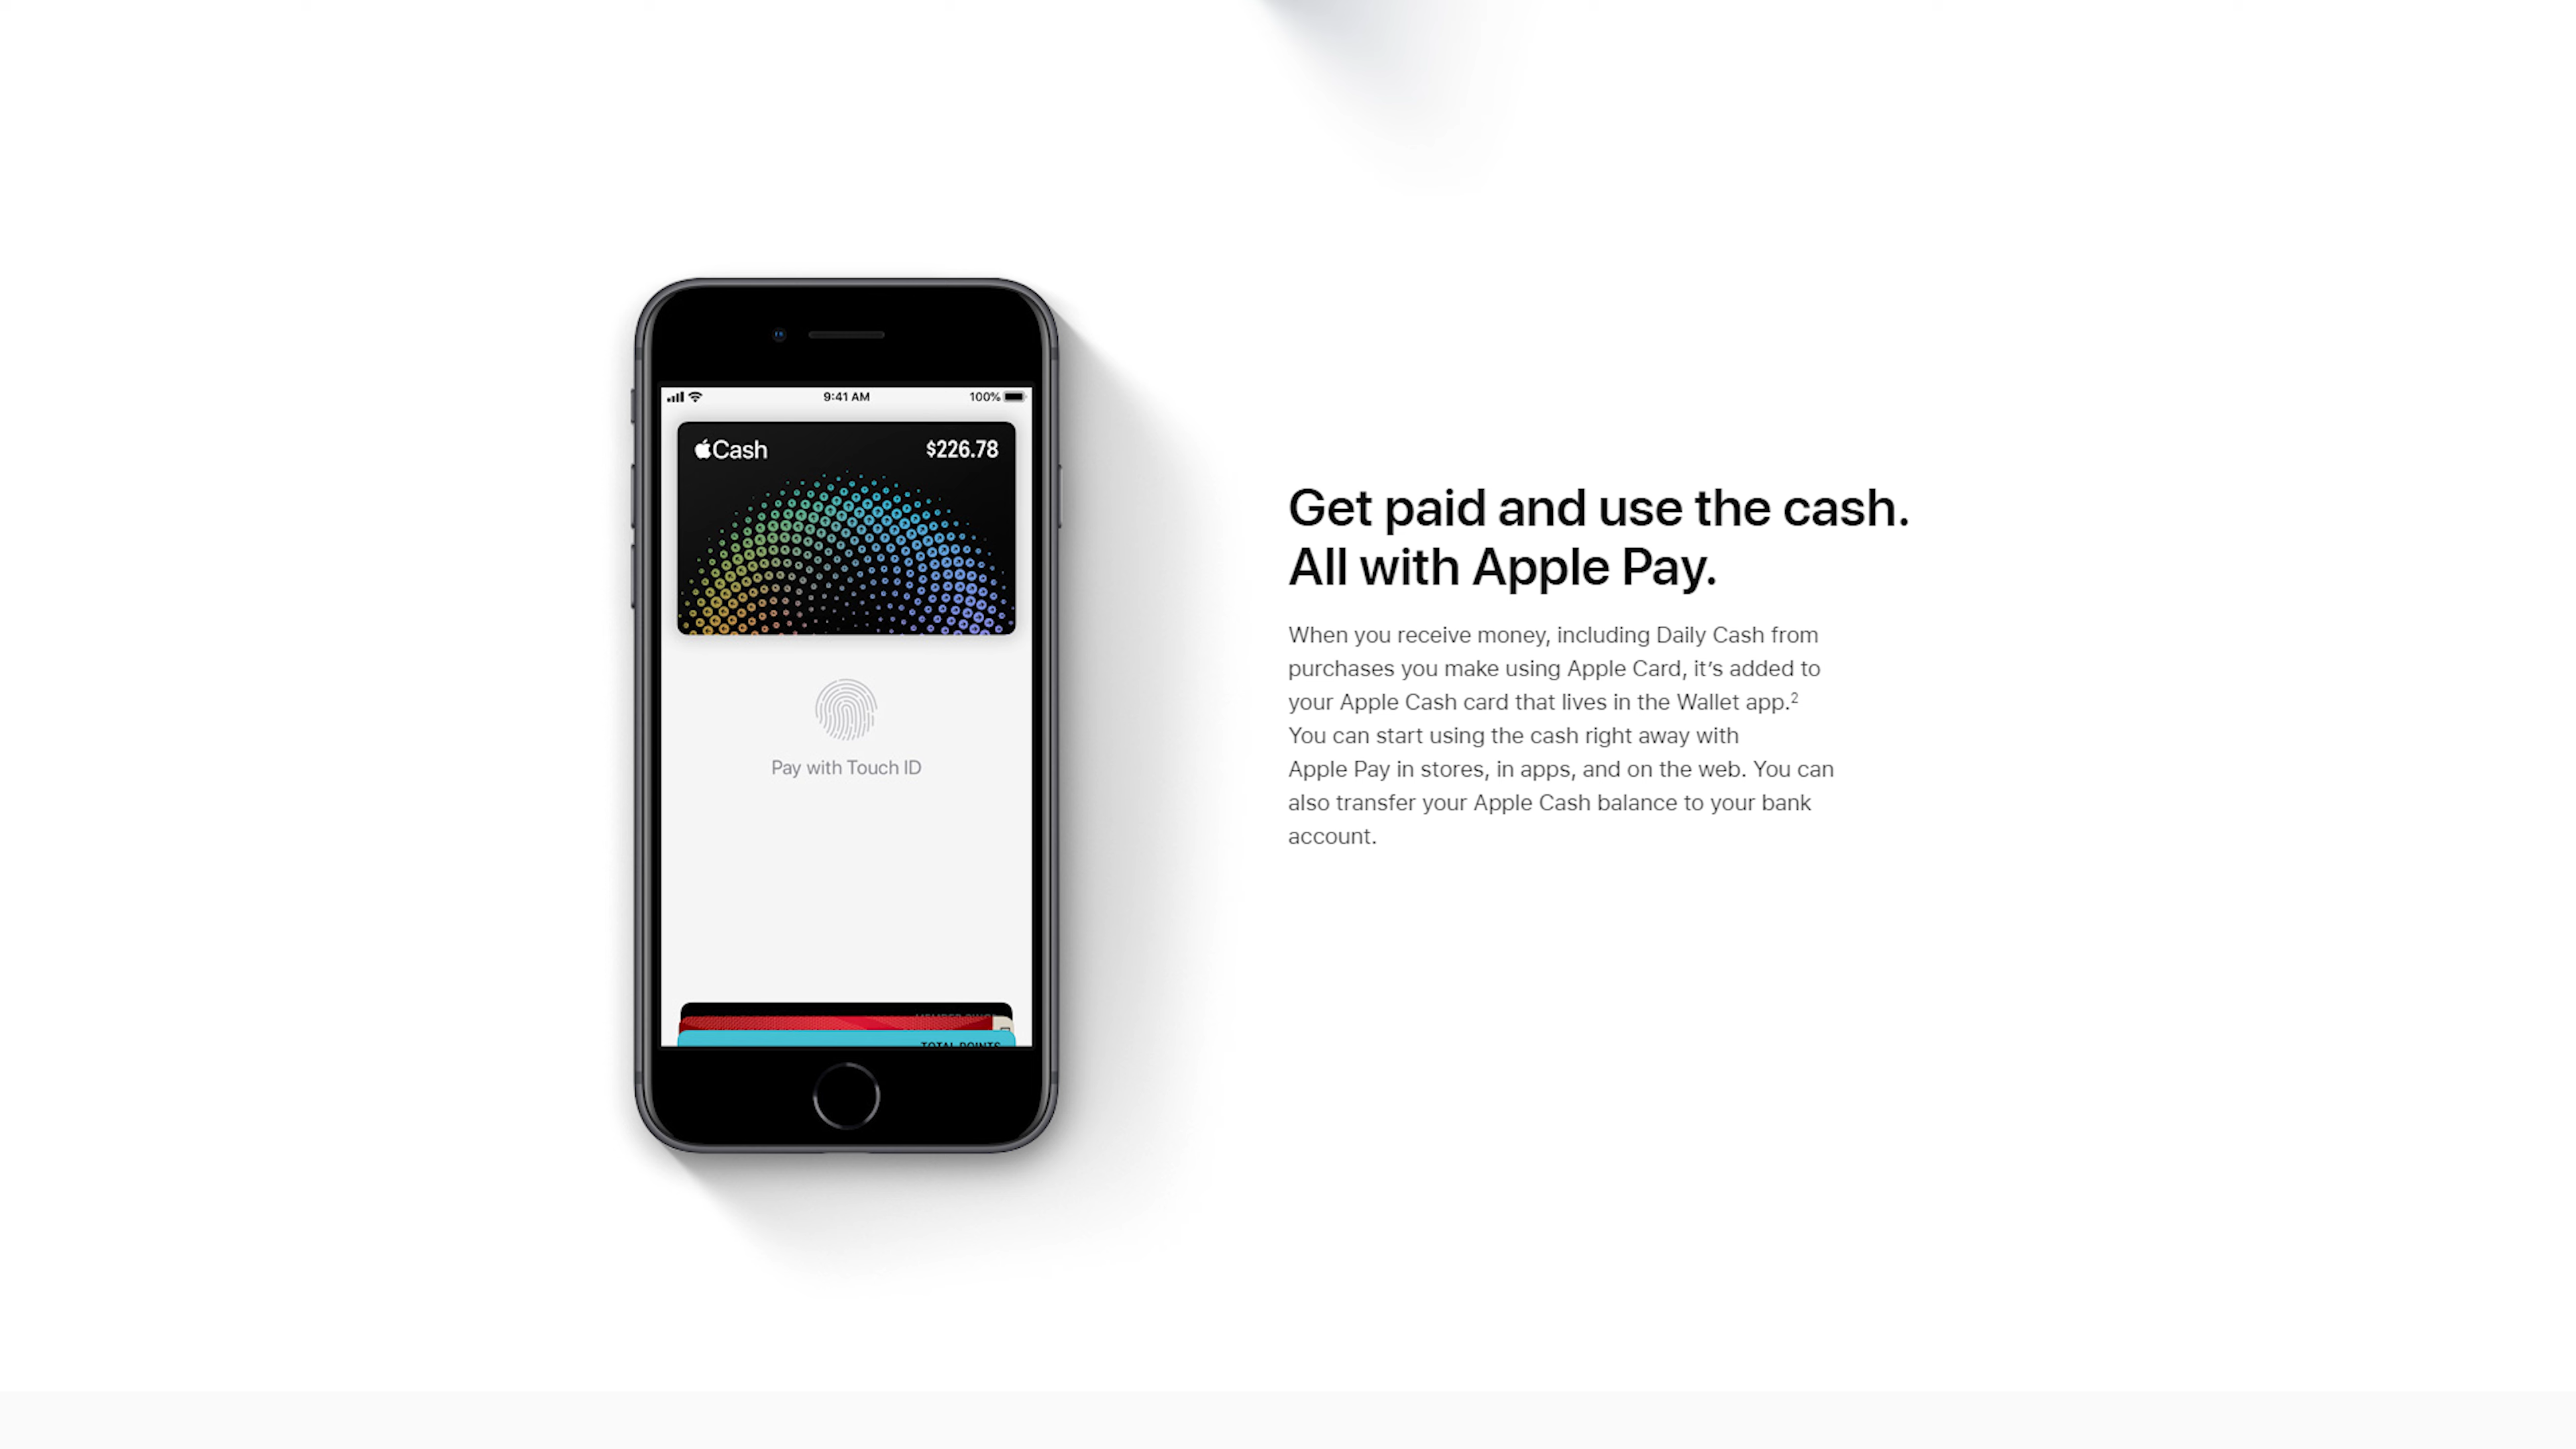 9:41 AM
100%
Cash
$226.78
Pay with Touch ID
TOTAL POINTS
Get paid and use the cash.
All with Apple Pay.
When you receive money, including Daily Cash from
purchases you make using Apple Card, it’s added to
your Apple Cash card that lives in the Wallet app.²
You can start using the cash right away with
Apple Pay in stores, in apps, and on the web. You can
also transfer your Apple Cash balance to your bank
account.